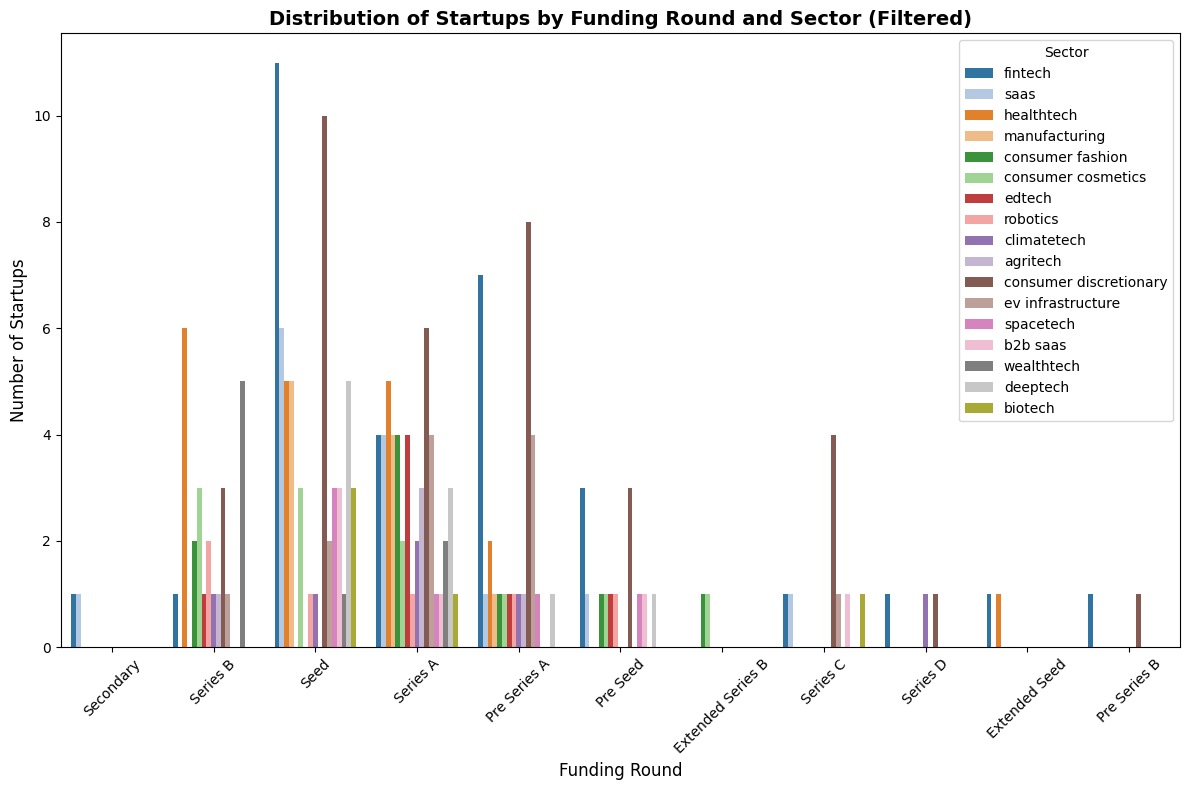 Distribution of Startups by Funding Round and Sector (Filtered)
Number of Startups
10
8
6
4
2
0
Sector
fintech
saas
healthtech
manufacturing
consumer fashion
consumer cosmetics
edtech
robotics
climatetech
agritech
consumer discretionary
ev infrastructure
spacetech
b2b saas
wealthtech
deeptech
biotech
Secondary
Series B
Seed
Series A
Pre Series A
Pre Seed
Extended Series B
Series C
Series D
Extended Seed
Pre Series B
Funding Round